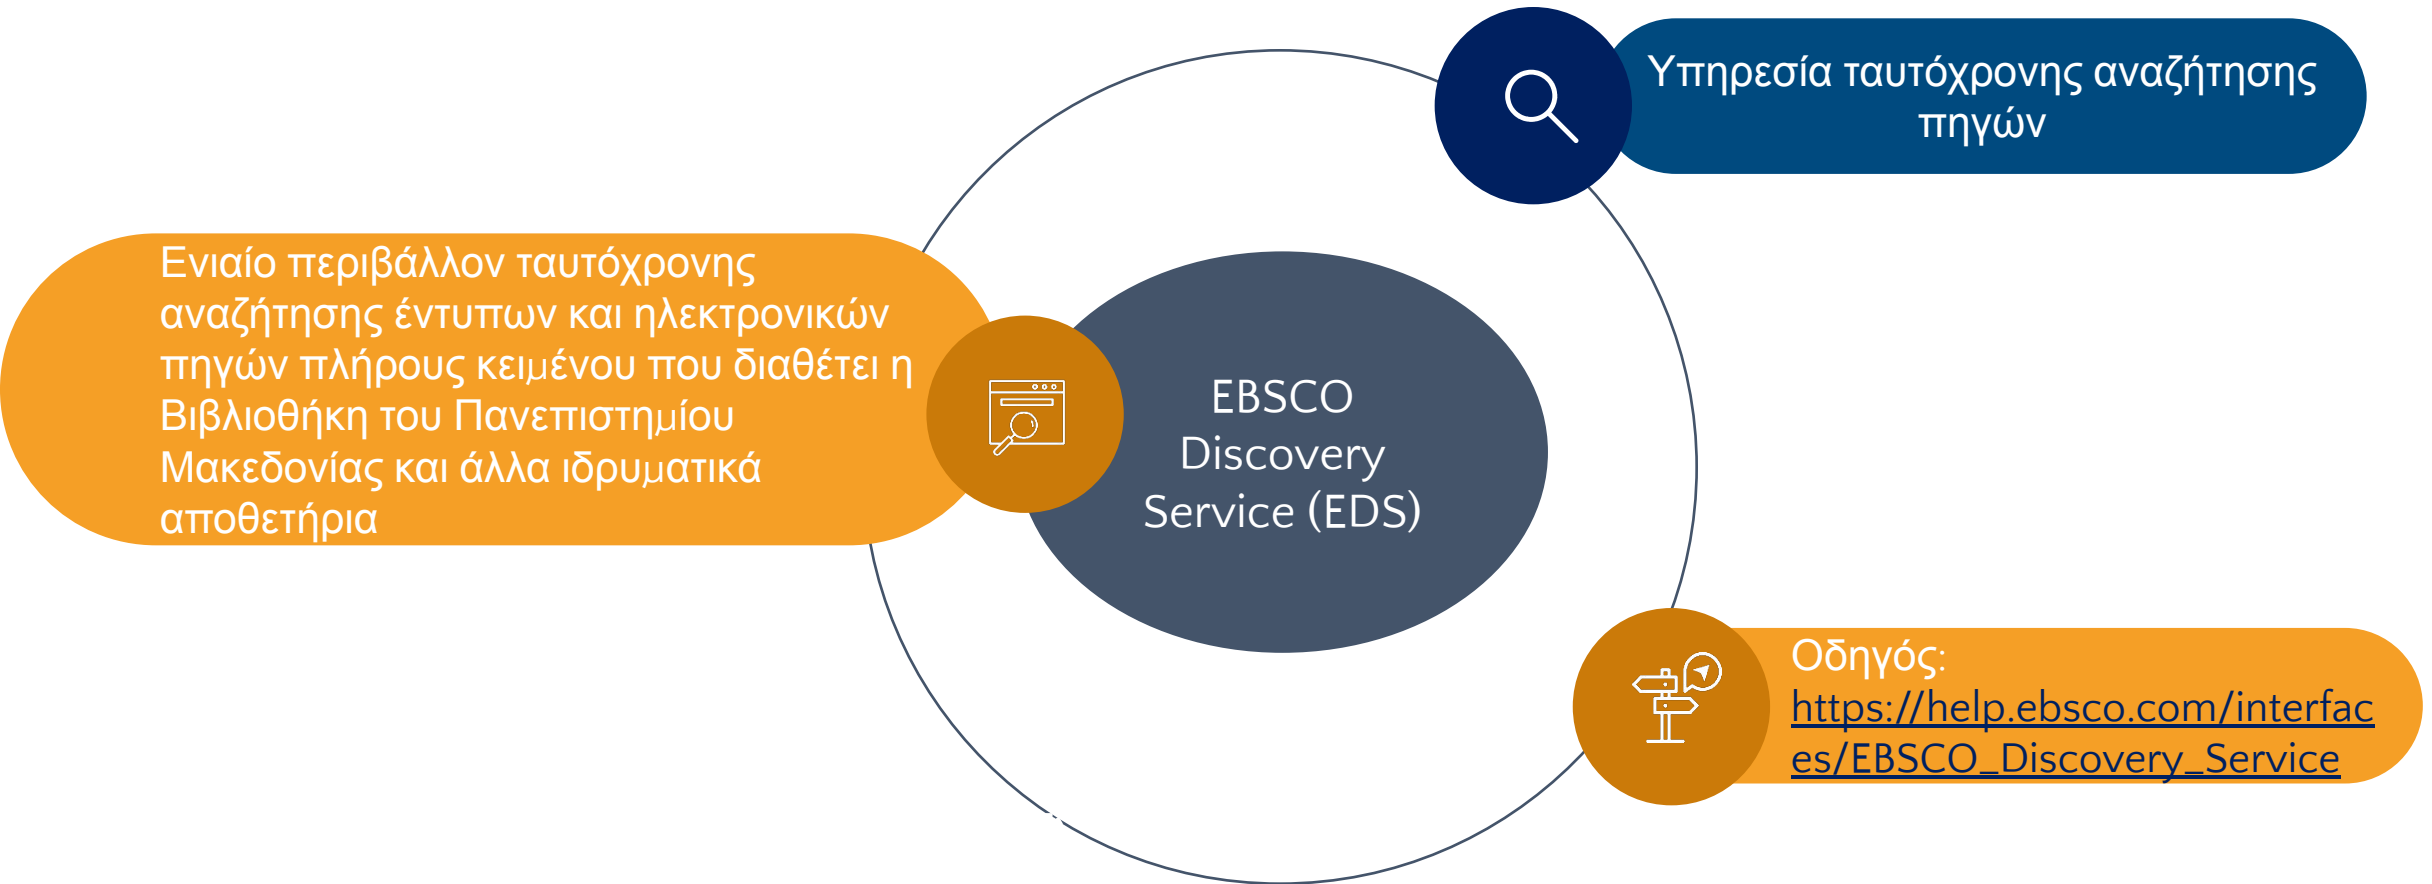 Υπηρεσία ταυτόχρονης αναζήτησης
πηγών
Ενιαίο περιβάλλον ταυτόχρονης
αναζήτησης έντυπων και ηλεκτρονικών
πηγών πλήρους κειμένου που διαθέτει η
Βιβλιοθήκη του Πανεπιστημίου
Μακεδονίας και άλλα ιδρυματικά
αποθετήρια
EBSCO
Discovery
Service (EDS)
Οδηγός:
https://help.ebsco.com/interfac
es/EBSCO_Discovery_Service